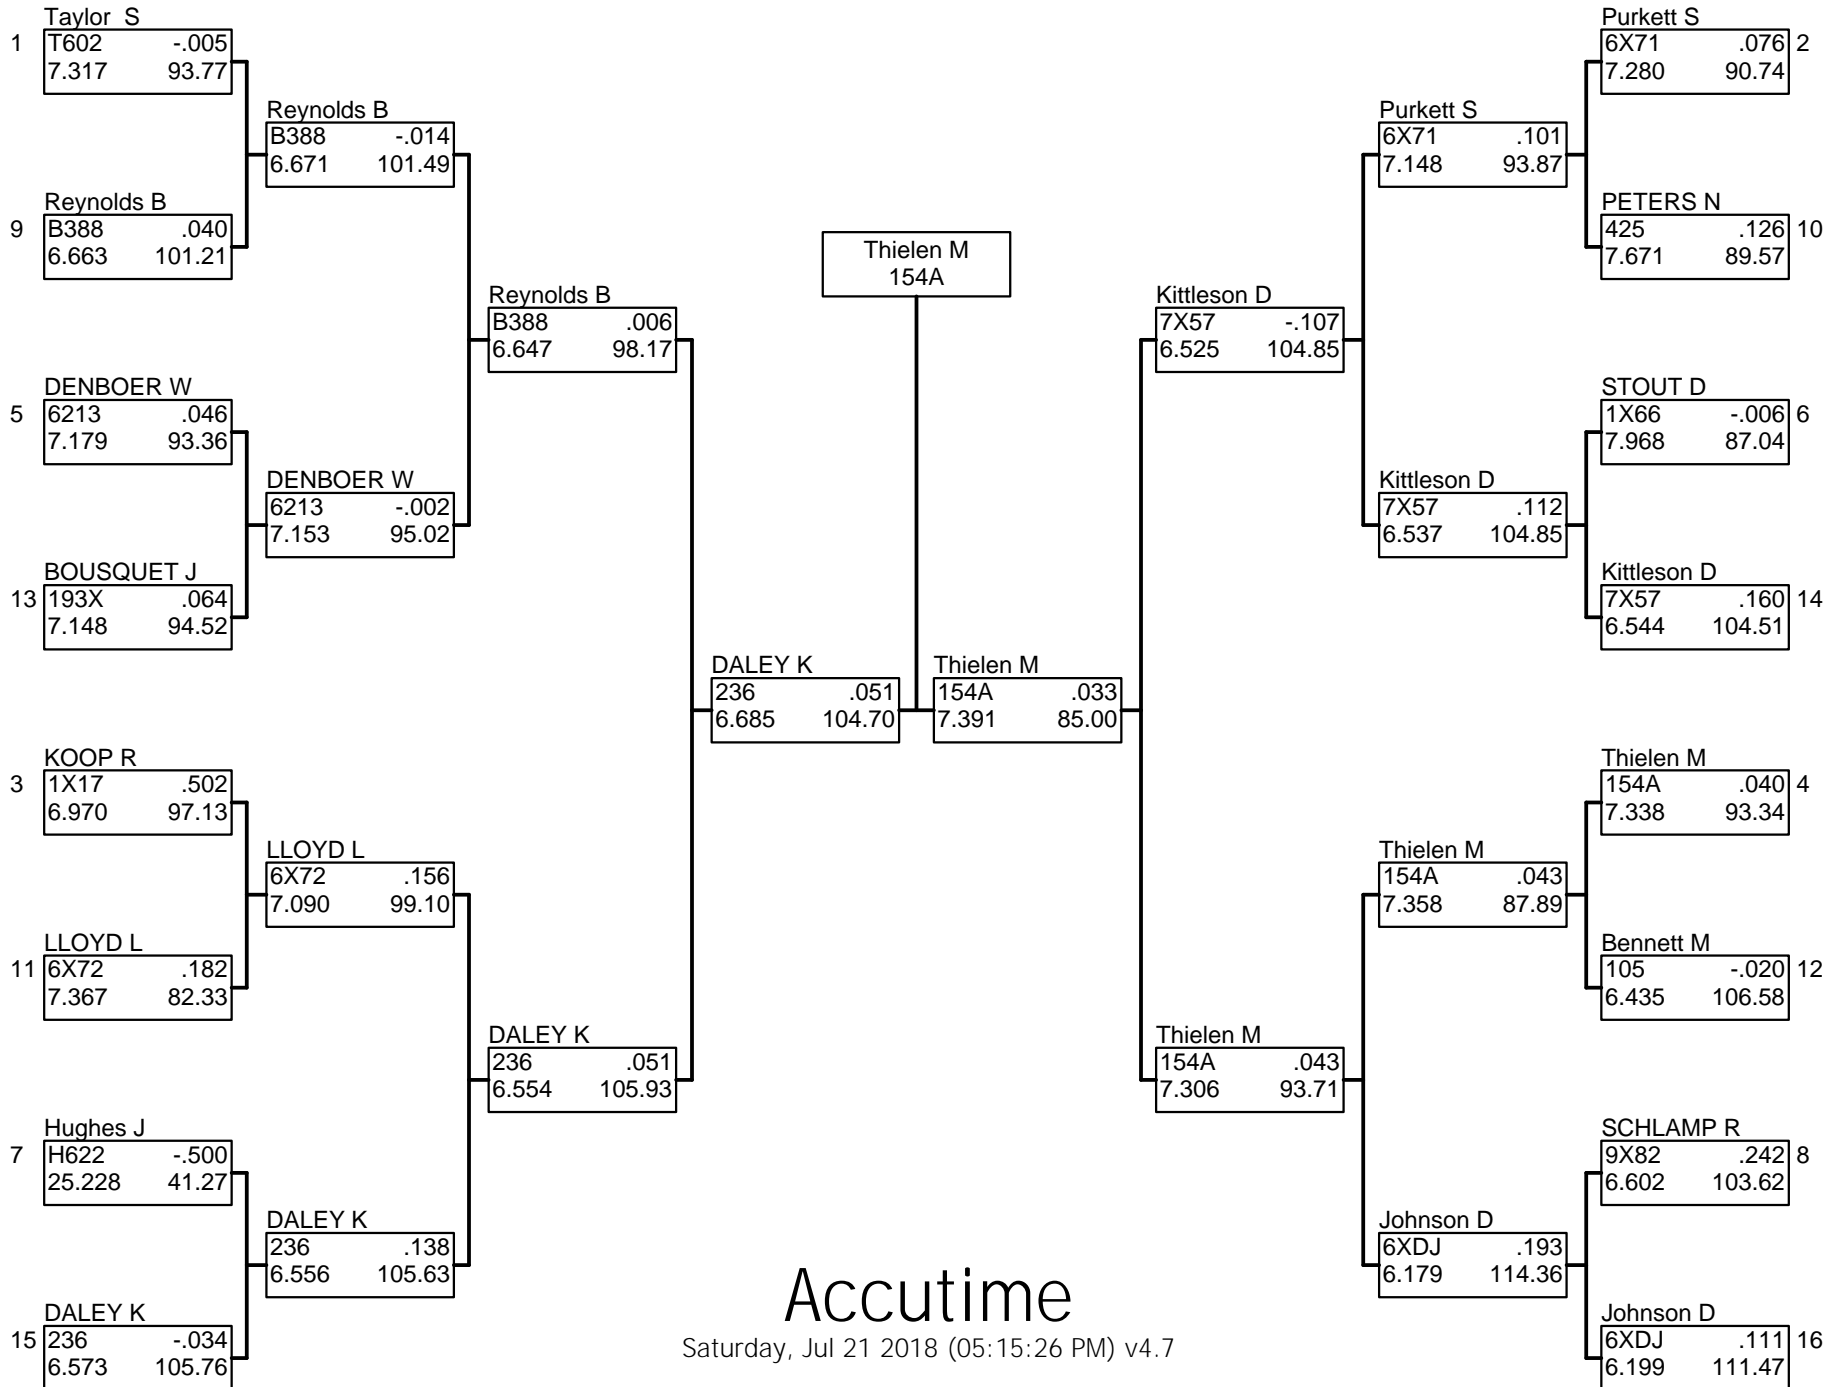 Taylor  S
1 T602 -.005
7.317 93.77
Reynolds B
9 B388 .040
6.663 101.21
DENBOER W
5 6213 .046
7.179 93.36
BOUSQUET J
13 193X .064
7.148 94.52
KOOP R
3 1X17 .502
6.970 97.13
LLOYD L
11 6X72 .182
7.367 82.33
Hughes J
7 H622 -.500
25.228 41.27
DALEY K
15 236 -.034
6.573 105.76
Reynolds B
B388 -.014
6.671 101.49
DENBOER W
6213 -.002
7.153 95.02
LLOYD L
6X72 .156
7.090 99.10
DALEY K
236 .138
6.556 105.63
Reynolds B
B388 .006
6.647 98.17
DALEY K
236 .051
6.554 105.93
DALEY K
236 .051
6.685 104.70
Thielen M
154A
Thielen M
154A .033
7.391 85.00
Kittleson D
7X57 -.107
6.525 104.85
Thielen M
154A .043
7.306 93.71
Purkett S
6X71 .101
7.148 93.87
Kittleson D
7X57 .112
6.537 104.85
Thielen M
154A .043
7.358 87.89
Johnson D
6XDJ .193
6.179 114.36
Purkett S
6X71 .076 2
7.280 90.74
PETERS N
425 .126 10
7.671 89.57
STOUT D
1X66 -.006 6
7.968 87.04
Kittleson D
7X57 .160 14
6.544 104.51
Thielen M
154A .040 4
7.338 93.34
Bennett M
105 -.020 12
6.435 106.58
SCHLAMP R
9X82 .242 8
6.602 103.62
Johnson D
6XDJ .111 16
6.199 111.47
Accutime
Saturday, Jul 21 2018 (05:15:26 PM) v4.7